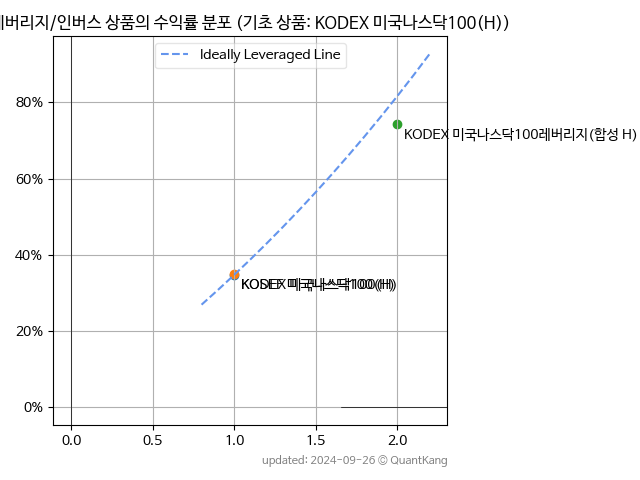 레버리지/인버스 상품의 수익률 분포 (기초 상품: KODEX 미국나스닥100(H))
Ideally Leveraged Line
80%
KODEX 미국나스닥100레버리지(합성 H)
60%
40%
미국나스닥100(H)
20%
0%
0.0 0.5 1.0 1.5 2.0
updated: 2024-09-26 © QuantKang